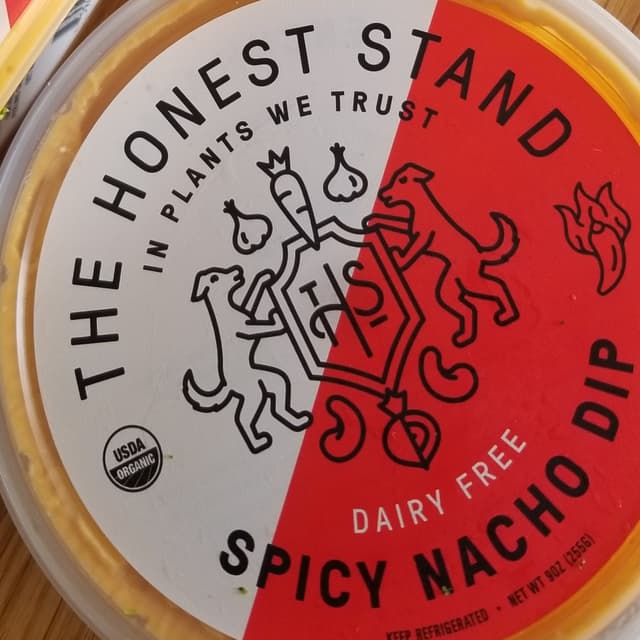 THE HONEST STAND
IN PLANTS WE TRUST
THS
USDA
ORGANIC
DAIRY FREE
SPICY NACHO DIP
KEEP REFRIGERATED • NET WT 9OZ (255G)